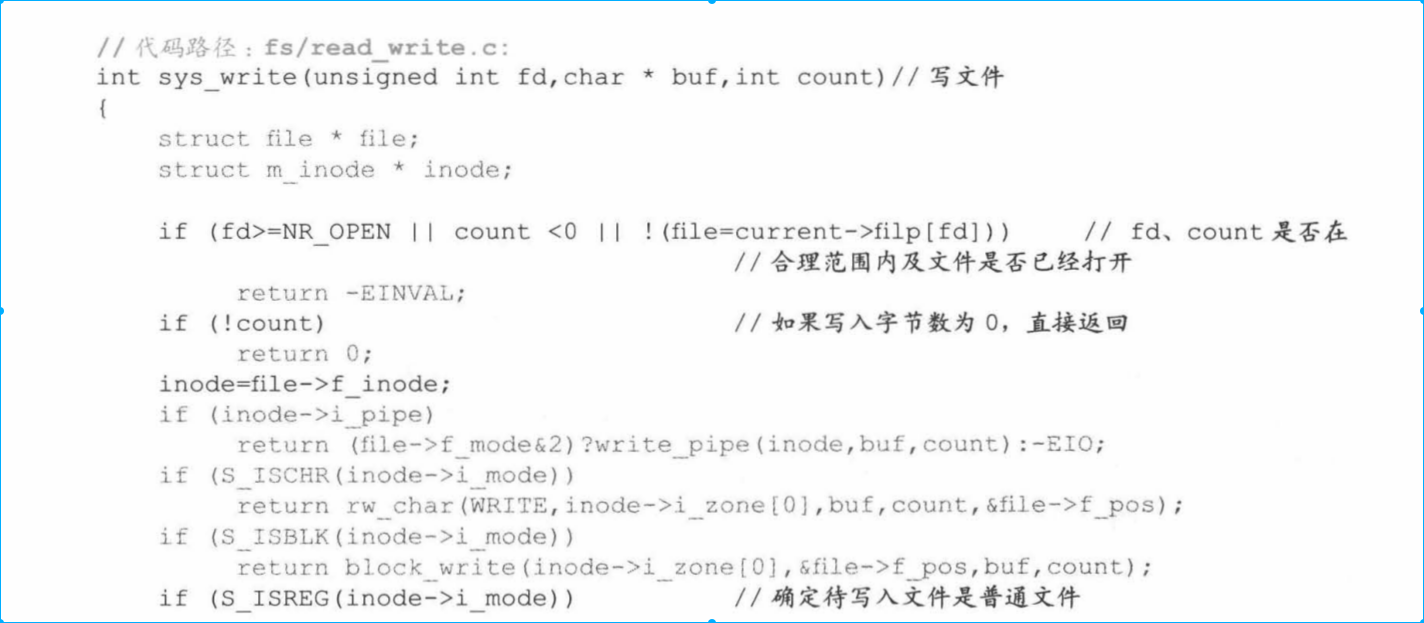 //代码路径：fs/read_write.c:
int sys_write(unsigned int fd,char * buf,int count)//写文件
{
struct file * file;
struct m_inode * inode;
if (fd>=NR_OPEN || count <0 || !(file=current->filp[fd])) // fd、count是否在
//合理范围内及文件是否已经打开
return -EINVAL;
if (!count) //如果写入字节数为0，直接返回
return 0;
inode=file->f_inode;
if (inode->i_pipe)
return (file->f_mode&2)?write_pipe(inode,buf,count):-EIO;
if (S_ISCHR(inode->i_mode))
return rw_char(WRITE,inode->i_zone[0],buf,count,&file->f_pos);
if (S_ISBLK(inode->i_mode))
return block_write(inode->i_zone[0],&file->f_pos,buf,count);
if (S_ISREG(inode->i_mode)) //确定待写入文件是普通文件